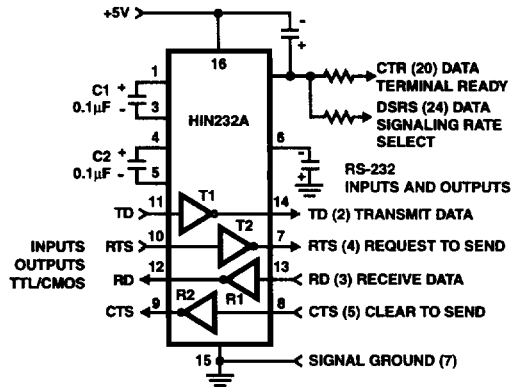 +5V
-
+
16
CTR (20) DATA
TERMINAL READY
DSRS (24) DATA
SIGNALING RATE
SELECT
1
C1 +
0.1µF -
3
HIN232A
4
C2 +
0.1µF -
5
6
-
+
RS-232
INPUTS AND OUTPUTS
TD 11 T1 14 TD (2) TRANSMIT DATA
RTS 10 T2 7 RTS (4) REQUEST TO SEND
INPUTS
OUTPUTS
TTL/CMOS
RD 12 R1 13 RD (3) RECEIVE DATA
CTS 9 R2 8 CTS (5) CLEAR TO SEND
15 SIGNAL GROUND (7)